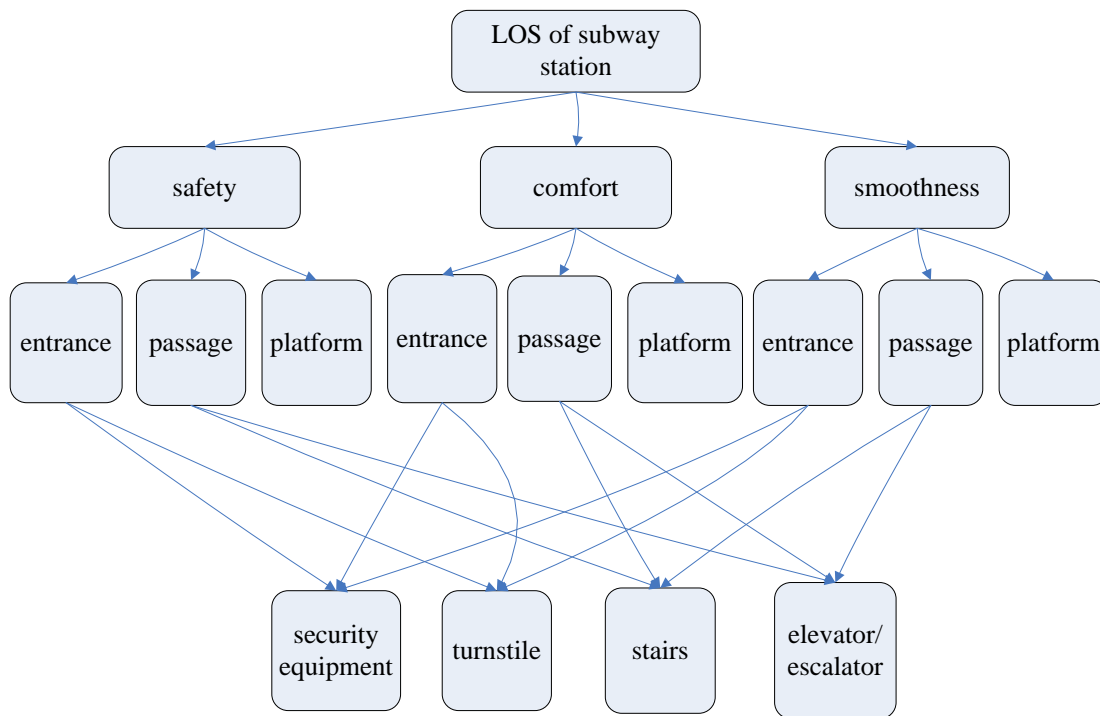 LOS of subway
station
safety
comfort
smoothness
entrance
passage
platform
entrance
passage
platform
entrance
passage
platform
security
equipment
turnstile
stairs
elevator/
escalator